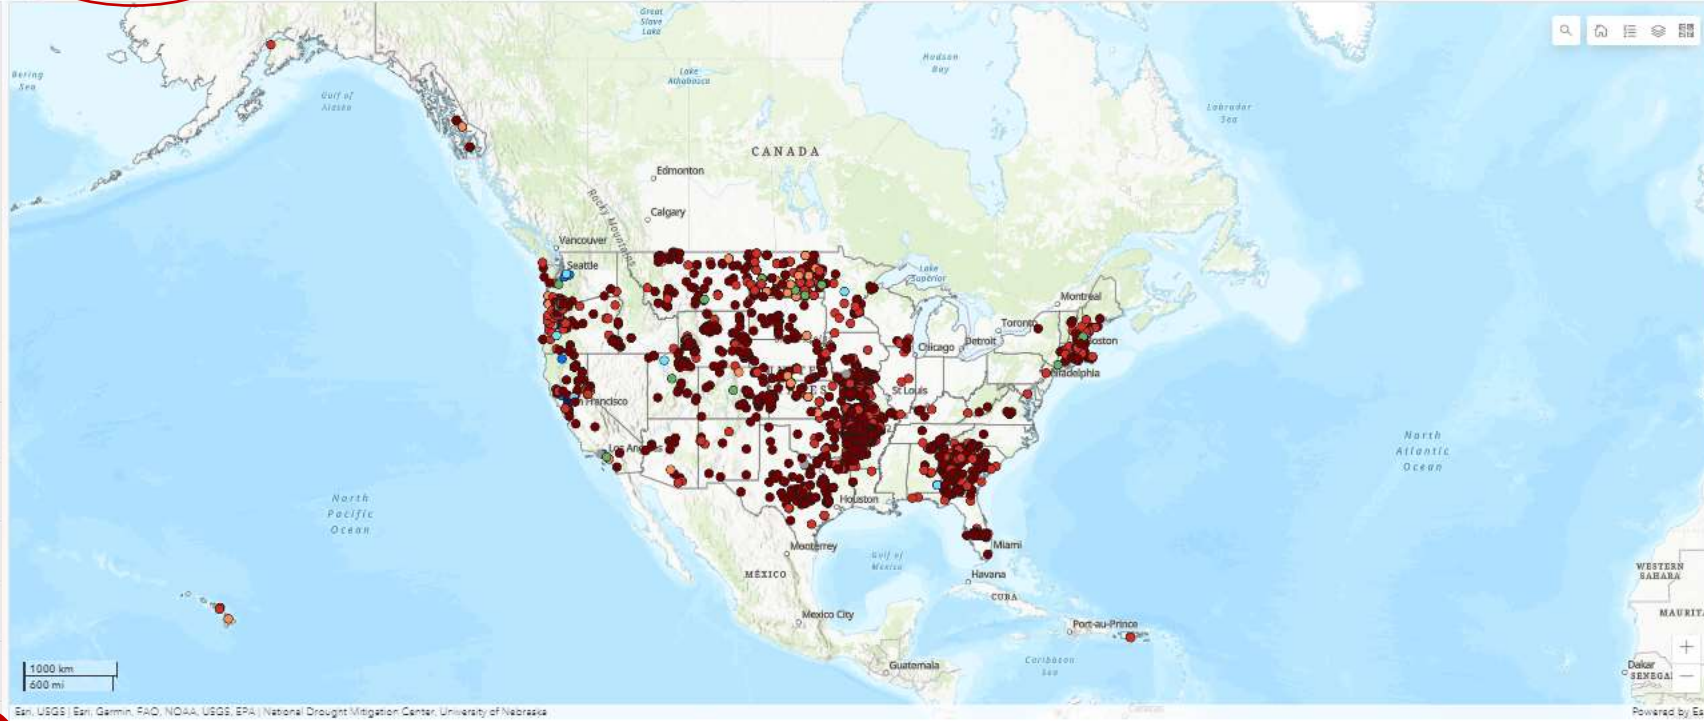 Great
Slave
Lake
Bering
Sea
Lake
Athabasca
Hudson
Bay
Gulf of
Alaska
Labrador
Sea
CANADA
Edmonton
Rocky Mountains
Calgary
Vancouver
Seattle
Lake
Superior
Montreal
Toronto
Chicago
Detroit
Boston
Philadelphia
St Louis
San Francisco
Los Angeles
North
Pacific
Ocean
North
Atlantic
Ocean
Houston
Monterrey
Miami
Gulf of
Mexico
MÉXICO
Havana
CUBA
WESTERN
SAHARA
Mexico City
Port-au-Prince
MAURIT
Guatemala
Caribbean
Sea
Dakar
SENEGA
1000 km
600 mi
Esri, USGS | Esri, Garmin, FAO, NOAA, USGS, EPA | National Drought Mitigation Center, University of Nebraska
Powered by Es